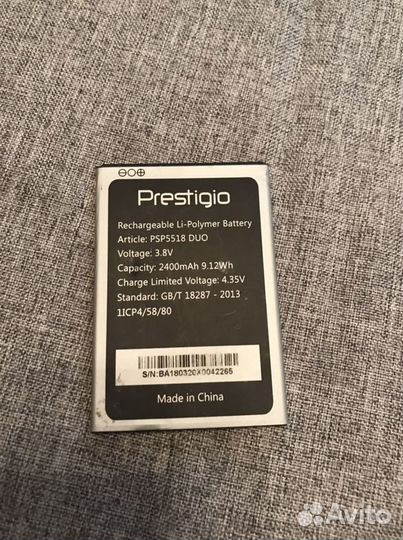 Prestigio
Rechargeable Li-Polymer Battery
Article: PSP5518 DUO
Voltage: 3.8V
Capacity: 2400mAh 9.12Wh
Charge Limited Voltage: 4.35V
Standard: GB/T 18287 - 2013
1ICP4/58/80
S/N:BA180320X0042265
Made in China
Avito